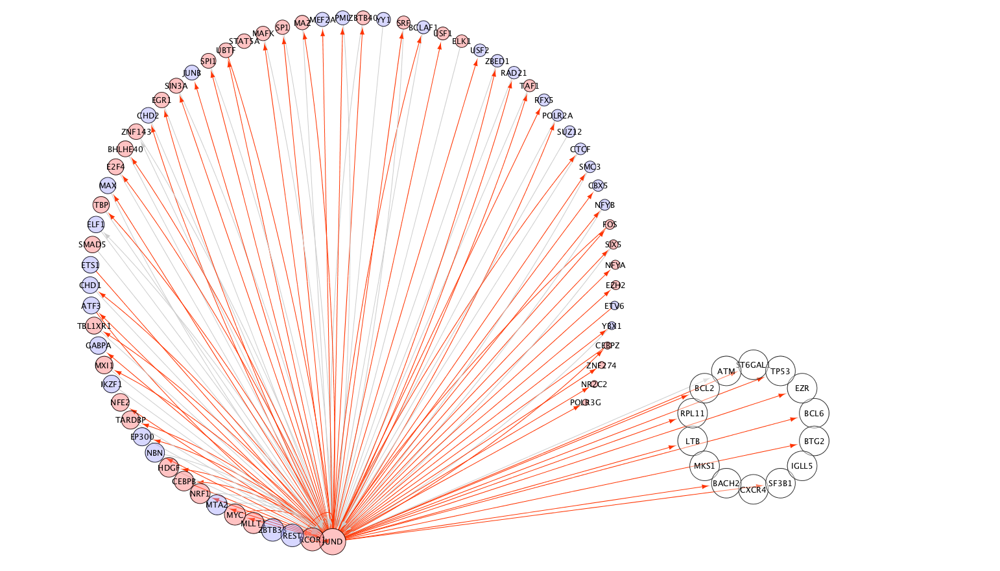 MAFK
SP1
MAZ
MEF2A
PML
ZBTB40
YY1
SRF
BCLAF1
USF1
ELK1
USF2
ZBED1
RAD21
TAF1
RFX5
POLR2A
SUZ12
CTCF
SMC3
CBX5
NFYB
FOS
SIX5
NFYA
EZH2
ETV6
YBX1
CEBPZ
ZNF274
NR2C2
POLR3G
STAT5A
UBTF
SPI1
JUNB
SIN3A
EGR1
CHD2
ZNF143
BHLHE40
E2F4
MAX
TBP
ELF1
SMAD5
ETS1
CHD1
ATF3
TBL1XR1
GABPA
MXI1
IKZF1
NFE2
TARDBP
EP300
NBN
HDGF
CEBPB
NRF1
MTA2
MYC
MLLT1
ZBTB33
REST
RCOR1
JUND
ST6GAL1
ATM
TP53
BCL2
EZR
RPL11
BCL6
LTB
BTG2
MKS1
IGLL5
BACH2
CXCR4
SF3B1